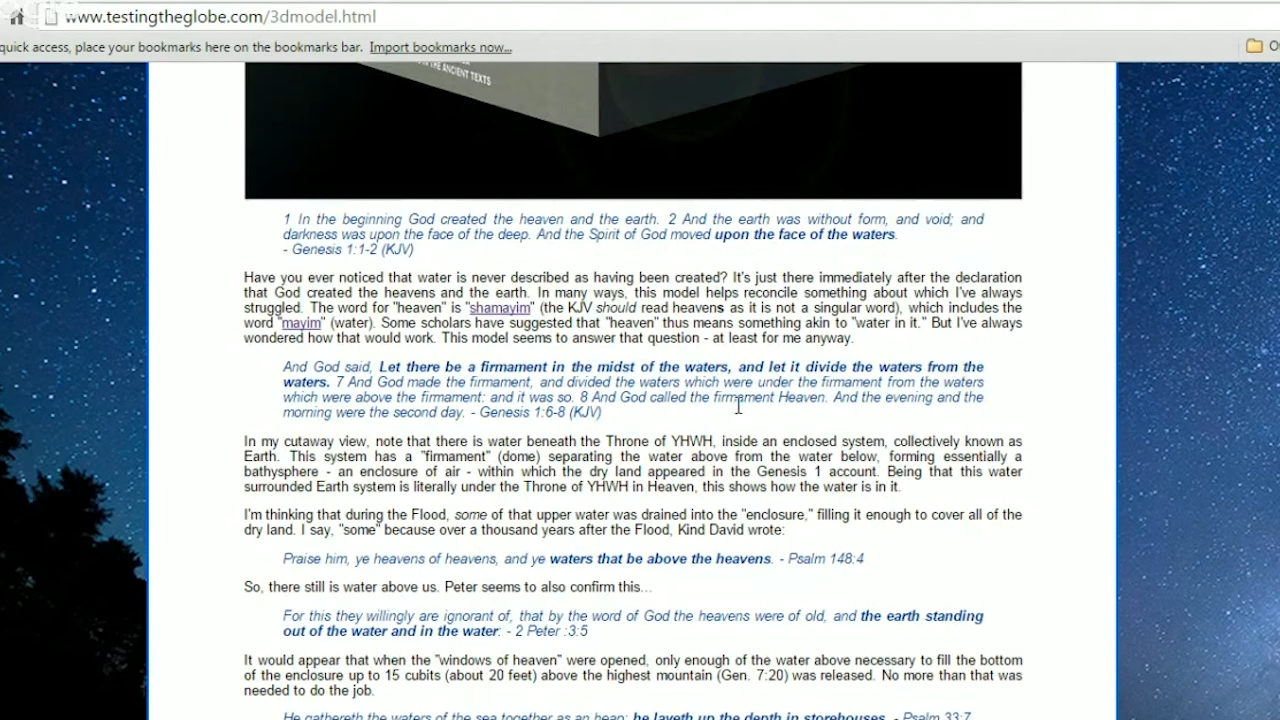 www.testingtheglobe.com/3dmodel.html
quick access, place your bookmarks here on the bookmarks bar. Import bookmarks now...
THE ANCIENT TEXTS
1 In the beginning God created the heaven and the earth. 2 And the earth was without form, and void; and
darkness was upon the face of the deep. And the Spirit of God moved upon the face of the waters.
- Genesis 1:1-2 (KJV)
Have you ever noticed that water is never described as having been created? It's just there immediately after the declaration
that God created the heavens and the earth. In many ways, this model helps reconcile something about which I've always
struggled. The word for "heaven" is "shamayim" (the KJV should read heavens as it is not a singular word), which includes the
word "mayim" (water). Some scholars have suggested that "heaven" thus means something akin to "water in it." But I've always
wondered how that would work. This model seems to answer that question - at least for me anyway.
And God said, Let there be a firmament in the midst of the waters, and let it divide the waters from the
waters. 7 And God made the firmament, and divided the waters which were under the firmament from the waters
which were above the firmament: and it was so. 8 And God called the firmament Heaven. And the evening and the
morning were the second day. - Genesis 1:6-8 (KJV)
In my cutaway view, note that there is water beneath the Throne of YHWH, inside an enclosed system, collectively known as
Earth. This system has a "firmament" (dome) separating the water above from the water below, forming essentially a
bathysphere - an enclosure of air - within which the dry land appeared in the Genesis 1 account. Being that this water
surrounded Earth system is literally under the Throne of YHWH in Heaven, this shows how the water is in it.
I'm thinking that during the Flood, some of that upper water was drained into the "enclosure," filling it enough to cover all of the
dry land. I say, "some" because over a thousand years after the Flood, Kind David wrote:
Praise him, ye heavens of heavens, and ye waters that be above the heavens. - Psalm 148:4
So, there still is water above us. Peter seems to also confirm this...
For this they willingly are ignorant of, that by the word of God the heavens were of old, and the earth standing
out of the water and in the water: - 2 Peter :3:5
It would appear that when the "windows of heaven" were opened, only enough of the water above necessary to fill the bottom
of the enclosure up to 15 cubits (about 20 feet) above the highest mountain (Gen. 7:20) was released. No more than that was
needed to do the job.
He gathereth the waters of the sea together as an heap: he layeth up the depth in storehouses. - Psalm 33:7